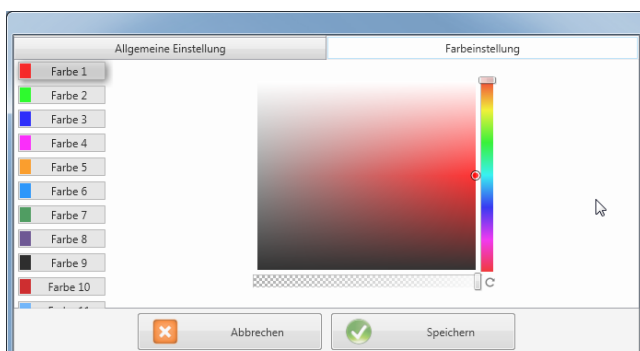 Allgemeine Einstellung
Farbeinstellung
Farbe 1
Farbe 2
Farbe 3
Farbe 4
Farbe 5
Farbe 6
Farbe 7
Farbe 8
Farbe 9
Farbe 10
Abbrechen
Speichern